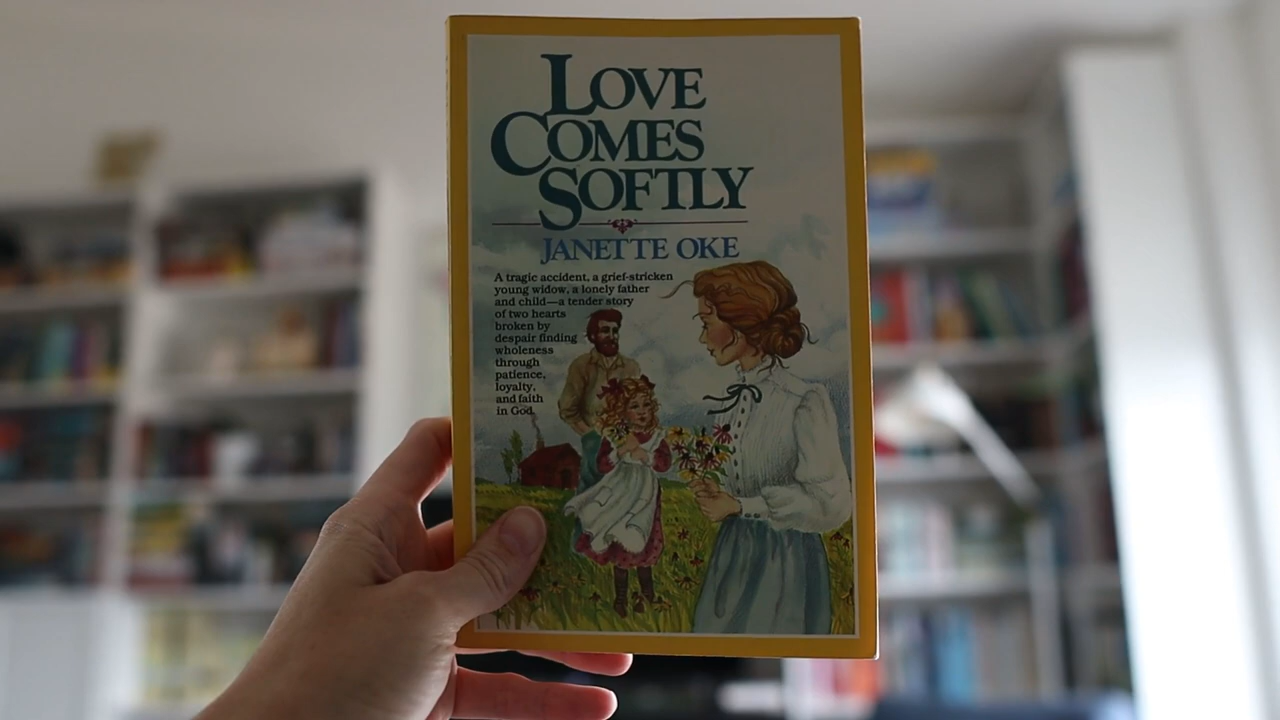 LOVE
COMES
SOFTLY
JANETTE OKE
A tragic accident, a grief-stricken
young widow, a lonely father
and child—a tender story
of two hearts
broken by
despair finding
wholeness
through
patience,
loyalty,
and faith
in God.